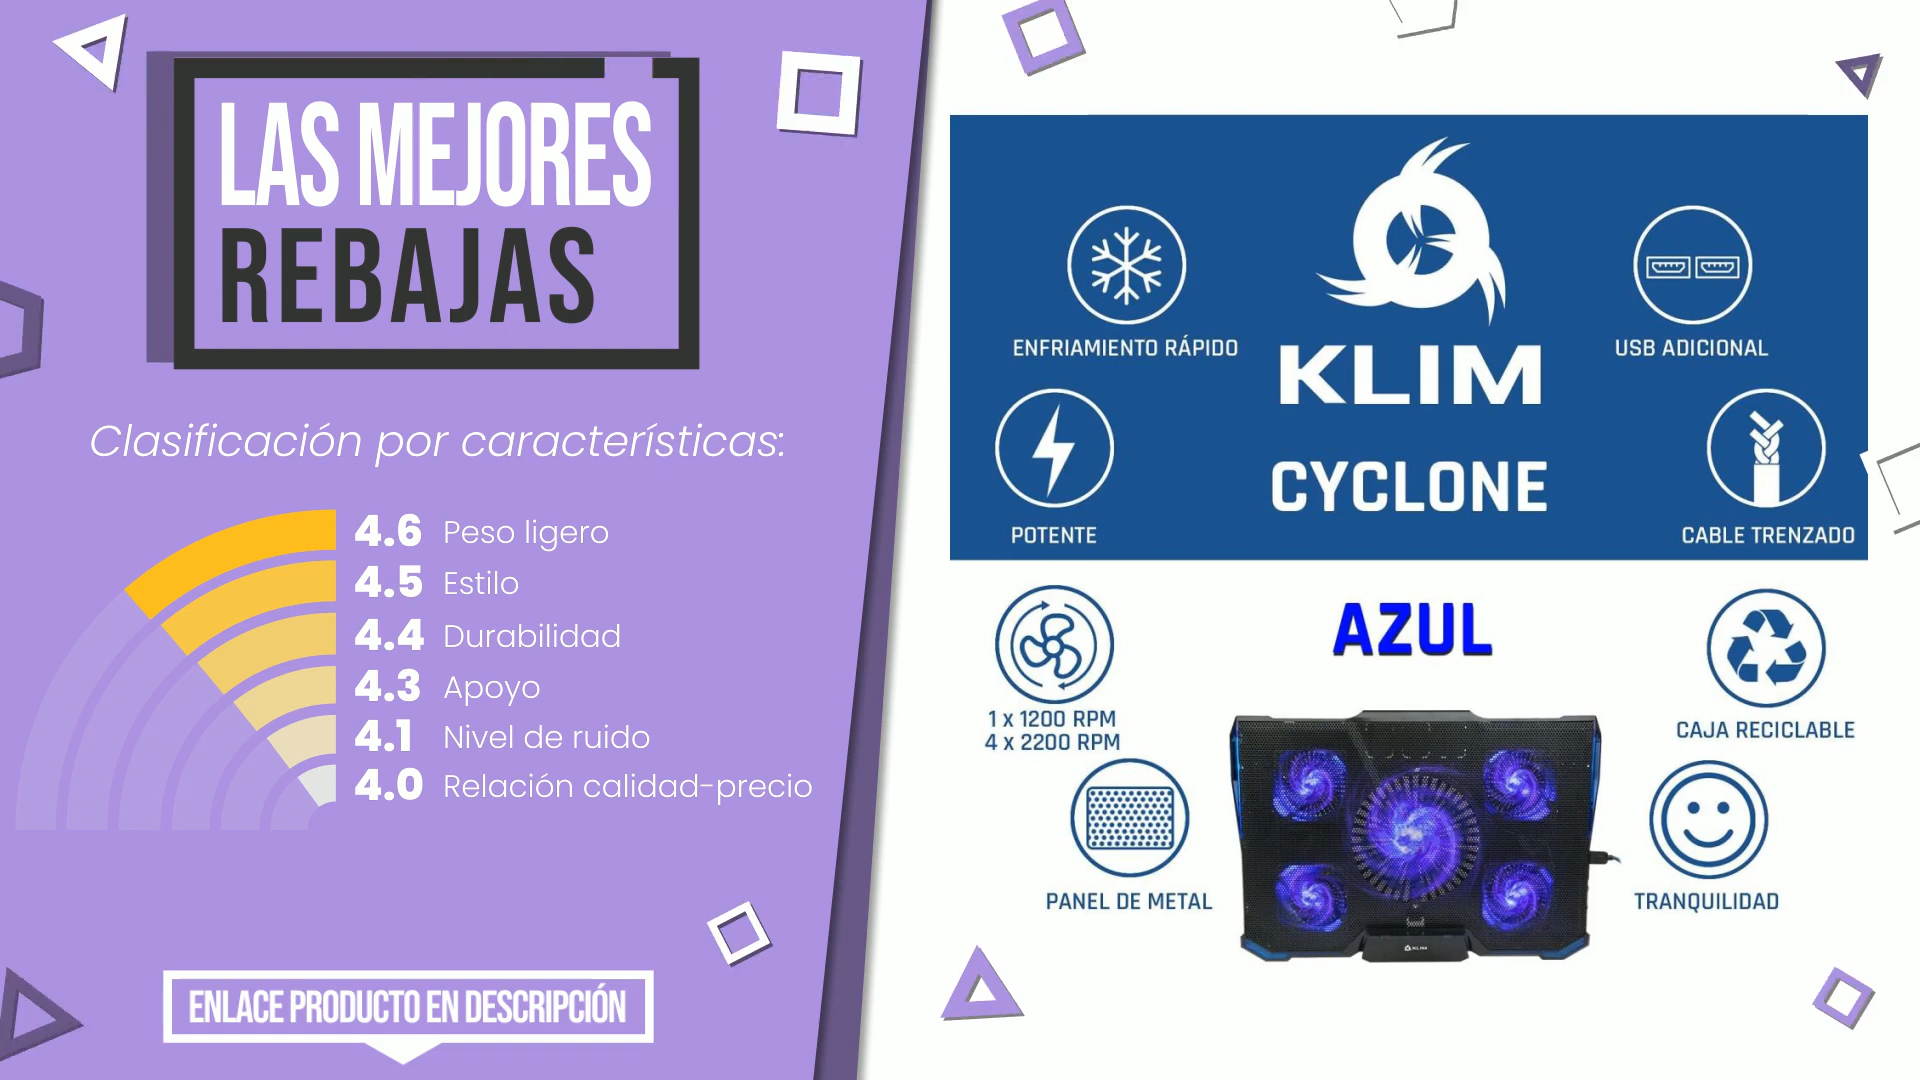 LAS MEJORES
REBAJAS
Clasificación por características:
4.6 Peso ligero
4.5 Estilo
4.4 Durabilidad
4.3 Apoyo
4.1 Nivel de ruido
4.0 Relación calidad-precio
ENLACE PRODUCTO EN DESCRIPCIÓN
ENFRIAMIENTO RÁPIDO
USB ADICIONAL
KLIM
CYCLONE
POTENTE
CABLE TRENZADO
AZUL
1 x 1200 RPM
4 x 2200 RPM
CAJA RECICLABLE
PANEL DE METAL
TRANQUILIDAD